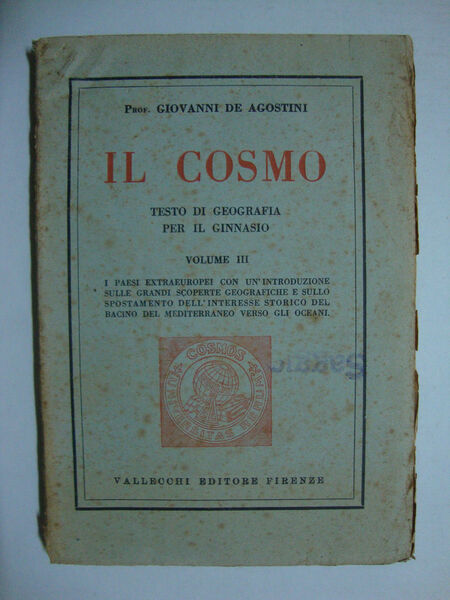 PROF. GIOVANNI DE AGOSTINI
IL COSMO
TESTO DI GEOGRAFIA
PER IL GINNASIO
VOLUME III
I PAESI EXTRAEUROPEI CON UN'INTRODUZIONE
SULLE GRANDI SCOPERTE GEOGRAFICHE E SULLO
SPOSTAMENTO DELL'INTERESSE STORICO DEL
BACINO DEL MEDITERRANEO VERSO GLI OCEANI.
COSMOS
VALLECCHI EDITORE FIRENZE